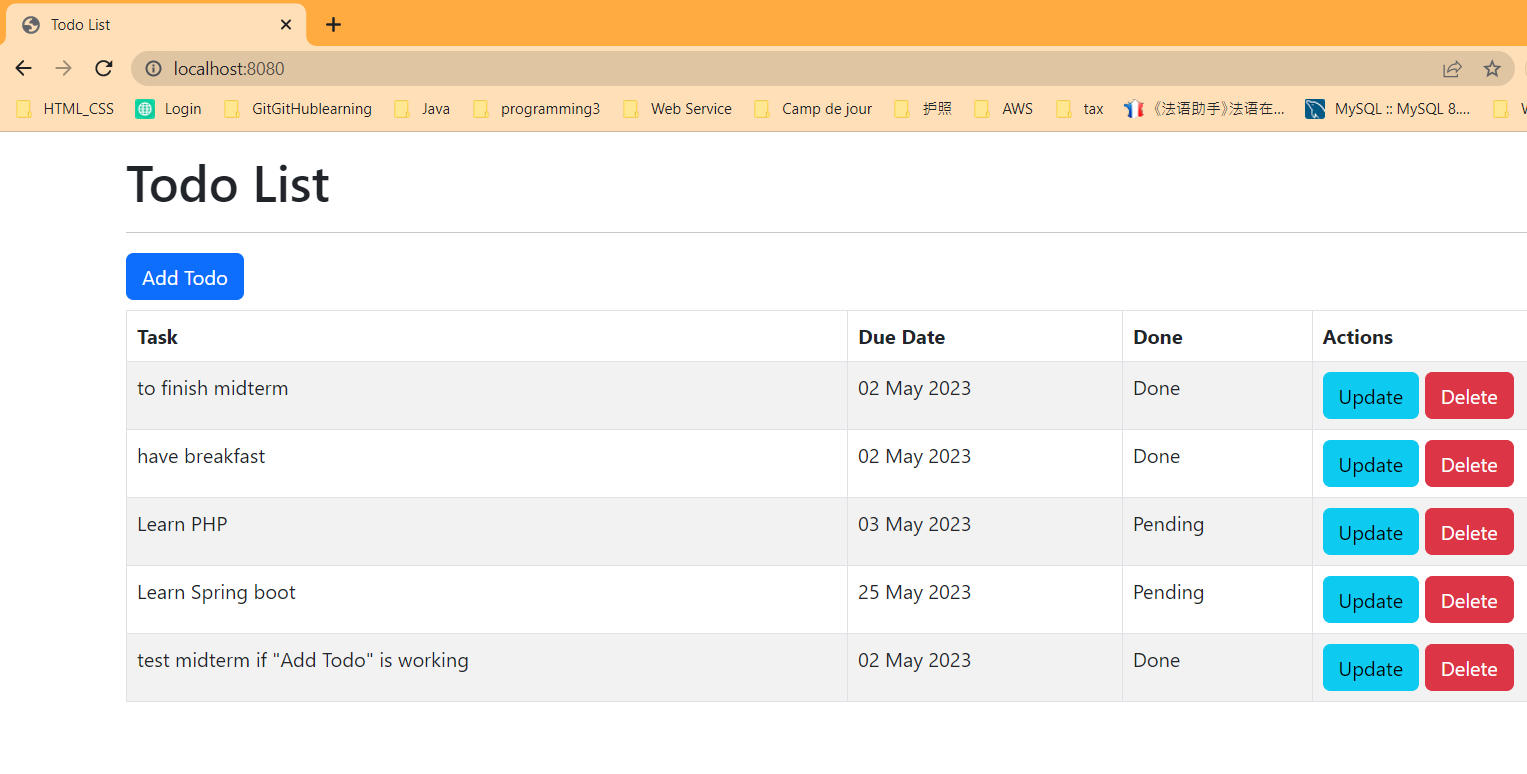 Todo List
localhost:8080
HTML_CSS Login GitGitHublearning Java programming3 Web Service Camp de jour 护照 AWS tax 《法语助手》法语在... MySQL :: MySQL 8....
Todo List
Add Todo
Task Due Date Done Actions
to finish midterm 02 May 2023 Done Update Delete
have breakfast 02 May 2023 Done Update Delete
Learn PHP 03 May 2023 Pending Update Delete
Learn Spring boot 25 May 2023 Pending Update Delete
test midterm if "Add Todo" is working 02 May 2023 Done Update Delete